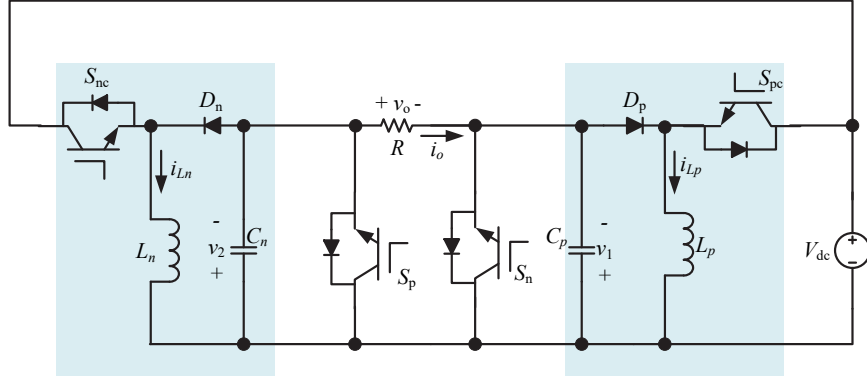 Snc
Spc
Dn
+ vo -
Dp
R
io
iLn
iLp
Ln
-
v2
+
Cn
Sp
Sn
Cp
-
v1
+
Lp
Vdc
+
-